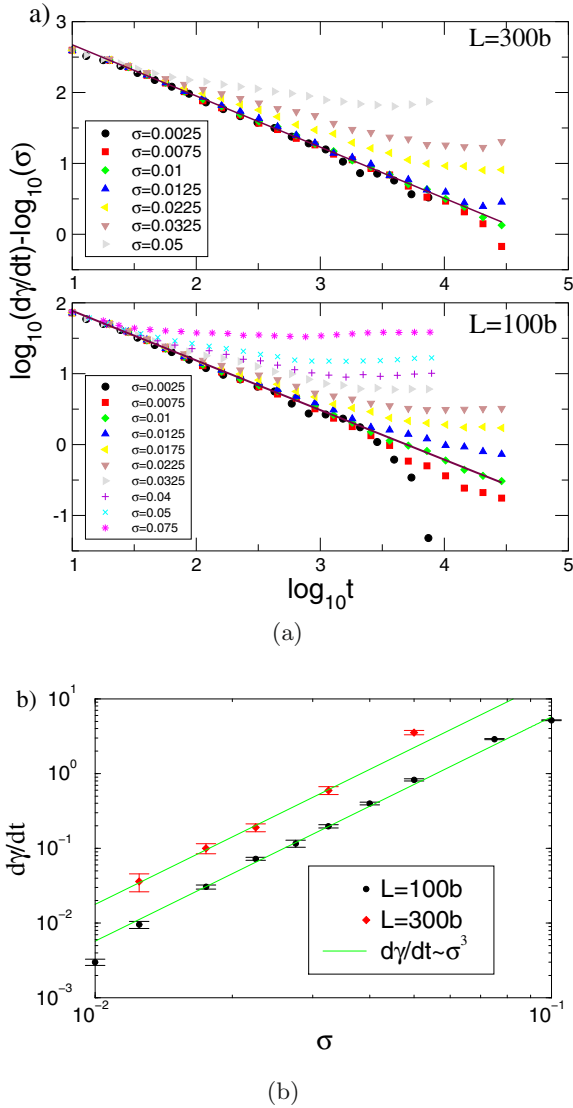 a)
L=300b
log10(dγ/dt)-log10(σ)
3
2
1
0
σ=0.0025
σ=0.0075
σ=0.01
σ=0.0125
σ=0.0225
σ=0.0325
σ=0.05
1 2 3 4 5
L=100b
2
1
0
-1
σ=0.0025
σ=0.0075
σ=0.01
σ=0.0125
σ=0.0175
σ=0.0225
σ=0.0325
σ=0.04
σ=0.05
σ=0.075
1 2 3 4 5
log10t
(a)
b)
dγ/dt
10^1
10^0
10^-1
10^-2
10^-3
L=100b
L=300b
dγ/dt~σ^3
10^-2 10^-1
σ
(b)